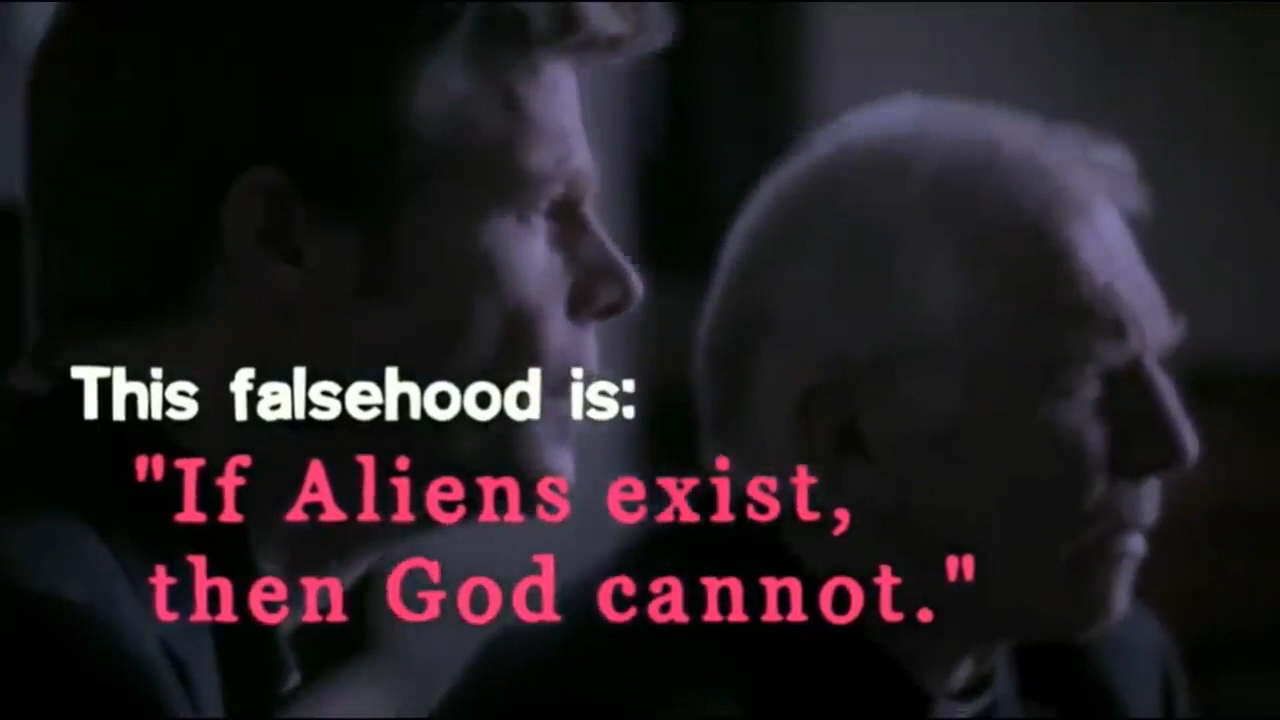 This falsehood is:
"If Aliens exist,
then God cannot."